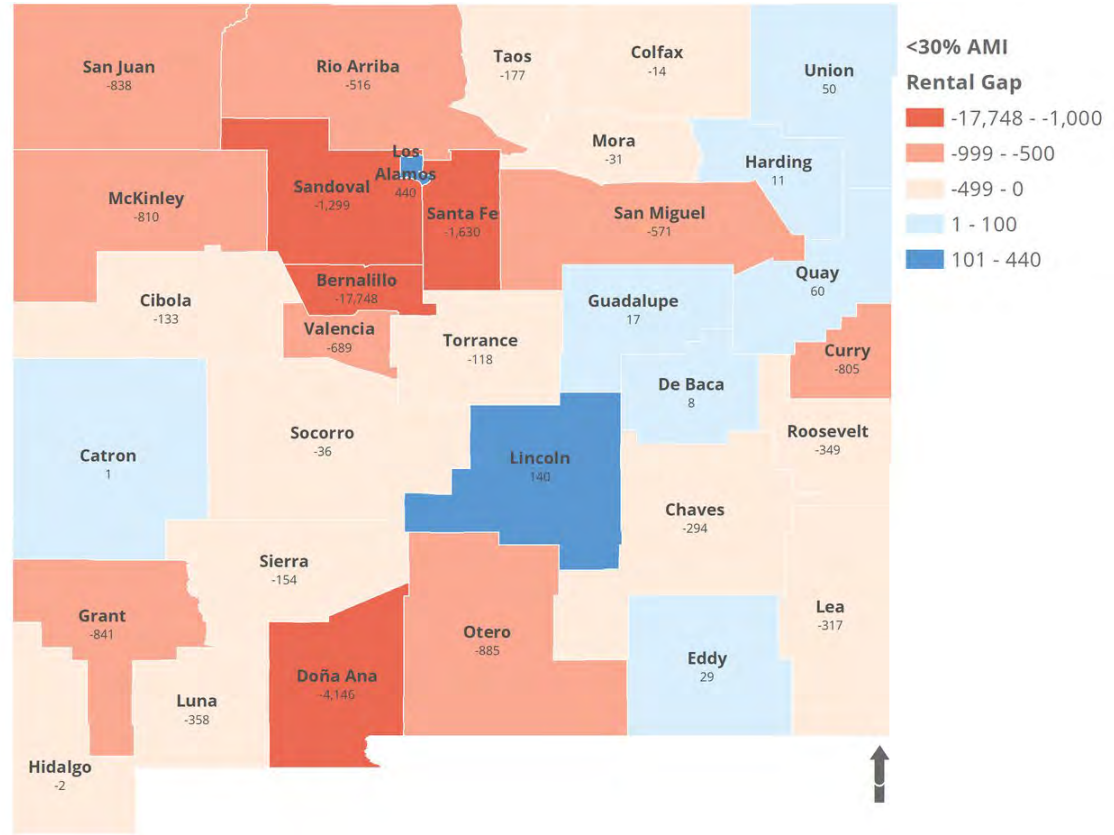 <30% AMI
Rental Gap
-17,748 - -1,000
-999 - -500
-499 - 0
1 - 100
101 - 440
San Juan
-838
Rio Arriba
-516
Taos
-177
Colfax
-14
Union
50
Mora
-31
Harding
11
Los
Alamos
440
McKinley
-810
Sandoval
-1,299
Santa Fe
-1,630
San Miguel
-571
Quay
60
Bernalillo
-17,748
Cibola
-133
Guadalupe
17
Valencia
-689
Torrance
-118
Curry
-805
De Baca
8
Roosevelt
-349
Socorro
-36
Catron
1
Lincoln
140
Chaves
-294
Sierra
-154
Grant
-841
Otero
-885
Lea
-317
Eddy
29
Doña Ana
-4,146
Luna
-358
Hidalgo
-2